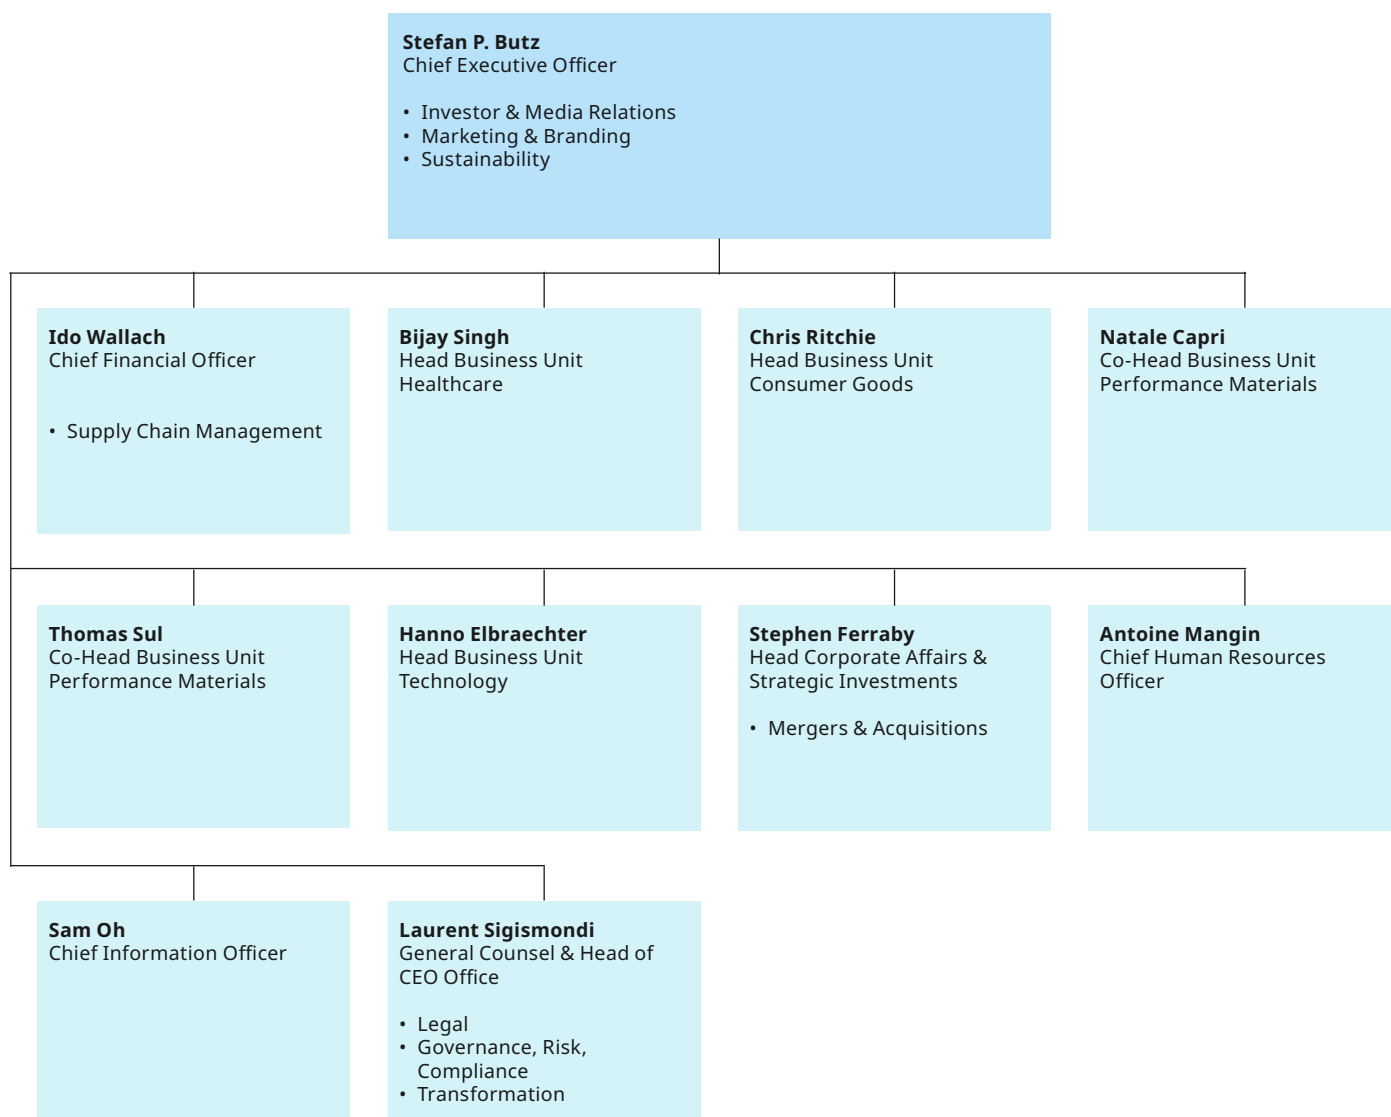 Stefan P. Butz
Chief Executive Officer
• Investor & Media Relations
• Marketing & Branding
• Sustainability
Ido Wallach
Chief Financial Officer
• Supply Chain Management
Bijay Singh
Head Business Unit
Healthcare
Chris Ritchie
Head Business Unit
Consumer Goods
Natale Capri
Co-Head Business Unit
Performance Materials
Thomas Sul
Co-Head Business Unit
Performance Materials
Hanno Elbraechter
Head Business Unit
Technology
Stephen Ferraby
Head Corporate Affairs &
Strategic Investments
• Mergers & Acquisitions
Antoine Mangin
Chief Human Resources
Officer
Sam Oh
Chief Information Officer
Laurent Sigismondi
General Counsel & Head of
CEO Office
• Legal
• Governance, Risk,
Compliance
• Transformation